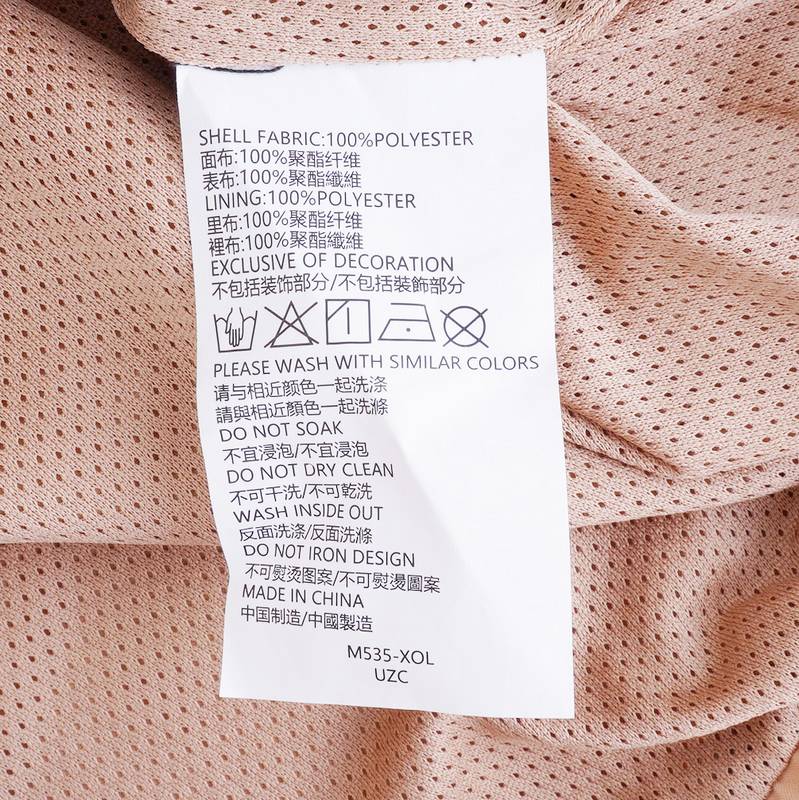 SHELL FABRIC:100%POLYESTER
面布:100%聚酯纤维
表布:100%聚酯纖維
LINING:100%POLYESTER
里布:100%聚酯纤维
裡布:100%聚酯纖維
EXCLUSIVE OF DECORATION
不包括装饰部分/不包括裝飾部分
PLEASE WASH WITH SIMILAR COLORS
请与相近颜色一起洗涤
請與相近顏色一起洗滌
DO NOT SOAK
不宜浸泡/不宜浸泡
DO NOT DRY CLEAN
不可干洗/不可乾洗
WASH INSIDE OUT
反面洗涤/反面洗滌
DO NOT IRON DESIGN
不可熨烫图案/不可熨燙圖案
MADE IN CHINA
中国制造/中國製造
M535-XOL
UZC